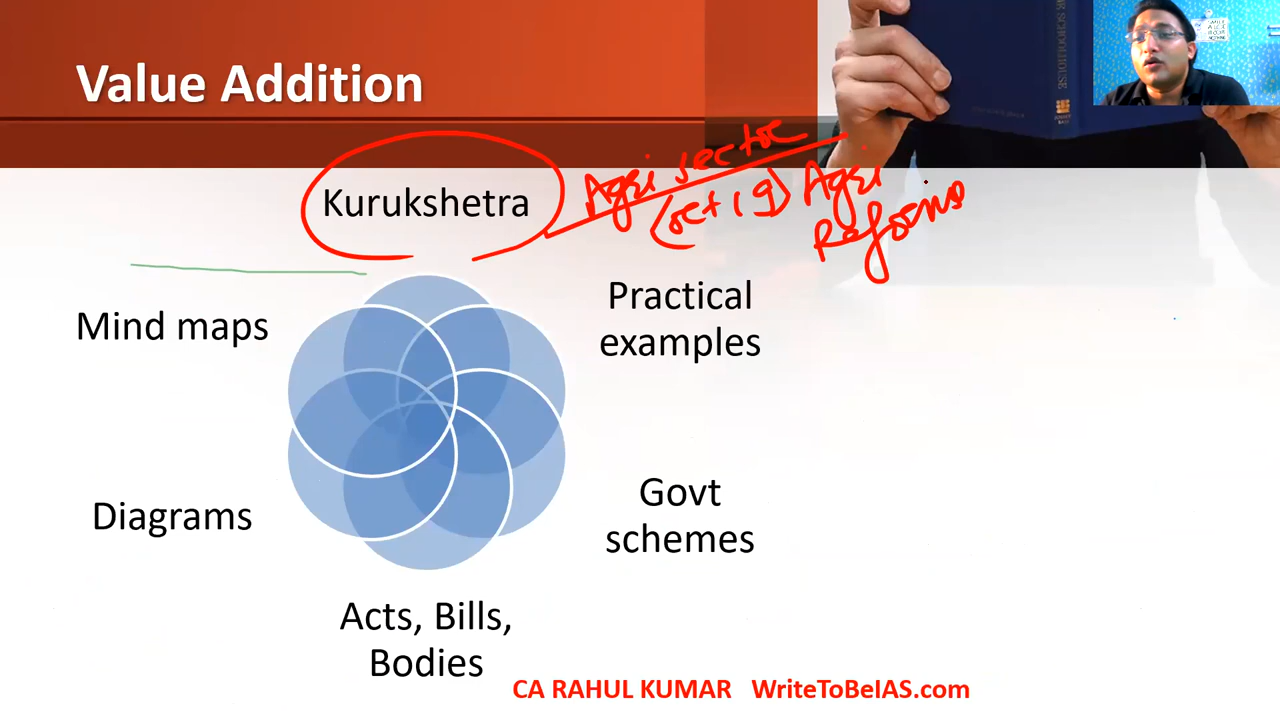 Value Addition
Kurukshetra
Agri sector
(oct 19) Agri
Reforms
Mind maps
Practical
examples
Diagrams
Govt
schemes
Acts, Bills,
Bodies
CA RAHUL KUMAR WriteToBeIAS.com